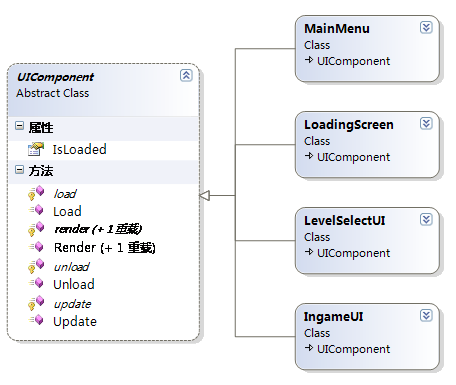 UIComponent
Abstract Class
属性
IsLoaded
方法
load
Load
render (+ 1 重载)
Render (+ 1 重载)
unload
Unload
update
Update
MainMenu
Class
UIComponent
LoadingScreen
Class
UIComponent
LevelSelectUI
Class
UIComponent
IngameUI
Class
UIComponent